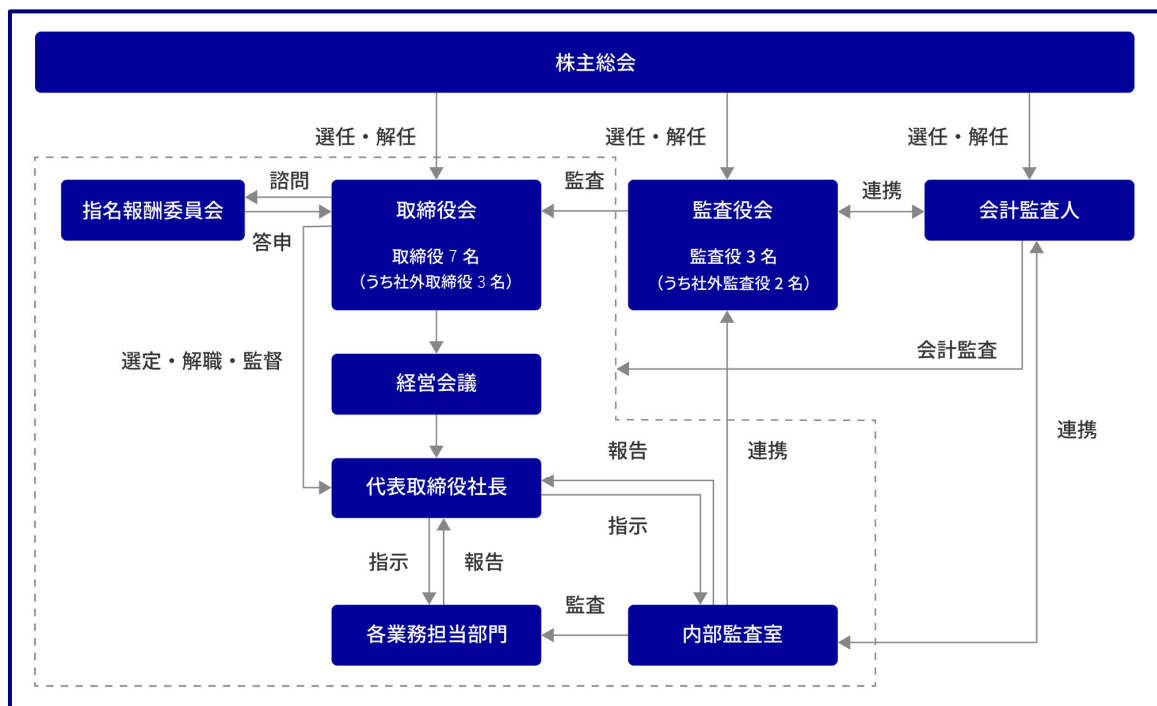 株主総会
選任・解任
選任・解任
選任・解任
指名報酬委員会
諮問
答申
取締役会
取締役 7 名
（うち社外取締役 3 名）
監査
監査役会
監査役 3 名
（うち社外監査役 2 名）
連携
会計監査人
選定・解職・監督
経営会議
会計監査
代表取締役社長
報告
連携
連携
指示
指示
報告
各業務担当部門
監査
内部監査室